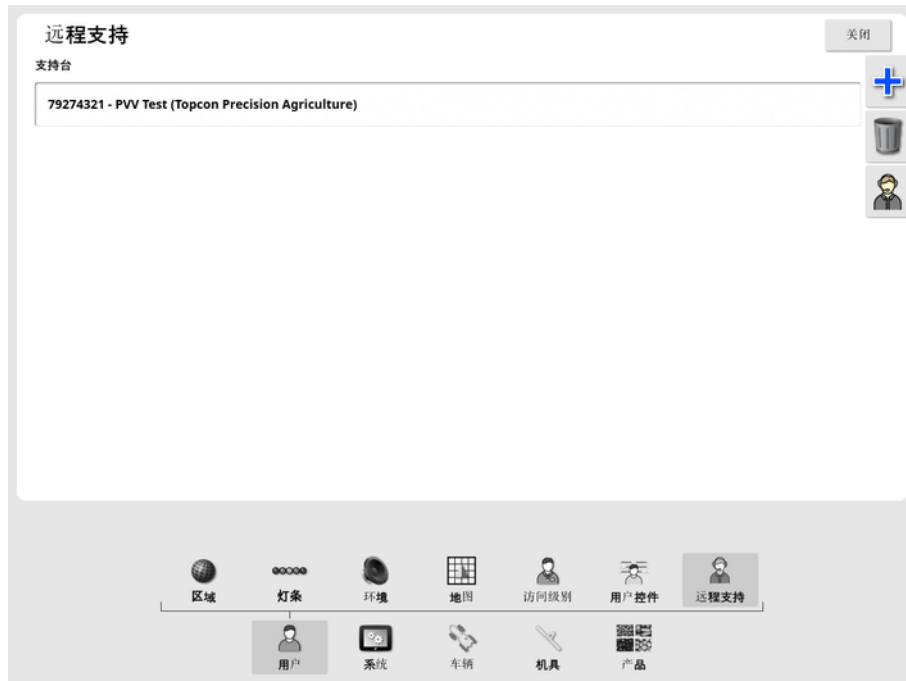 远程支持
关闭
支持台
79274321 - PVV Test (Topcon Precision Agriculture)
区域 灯条 环境 地图 访问级别 用户控件 远程支持
用户 系统 车辆 机具 产品